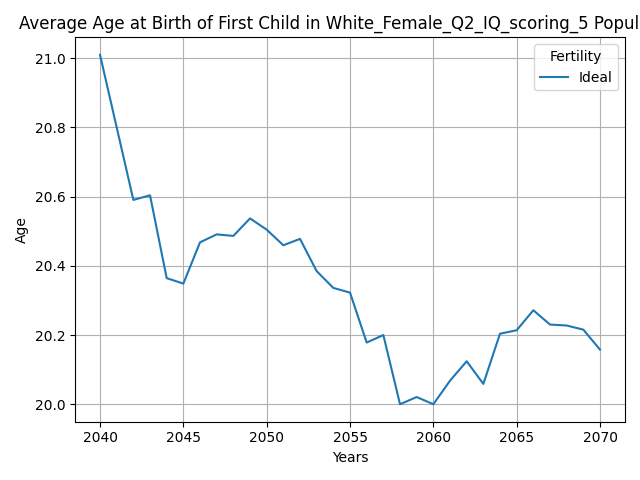 Average Age at Birth of First Child in White_Female_Q2_IQ_scoring_5 Popul
Fertility
Ideal
21.0
20.8
20.6
20.4
20.2
20.0
Age
2040 2045 2050 2055 2060 2065 2070
Years